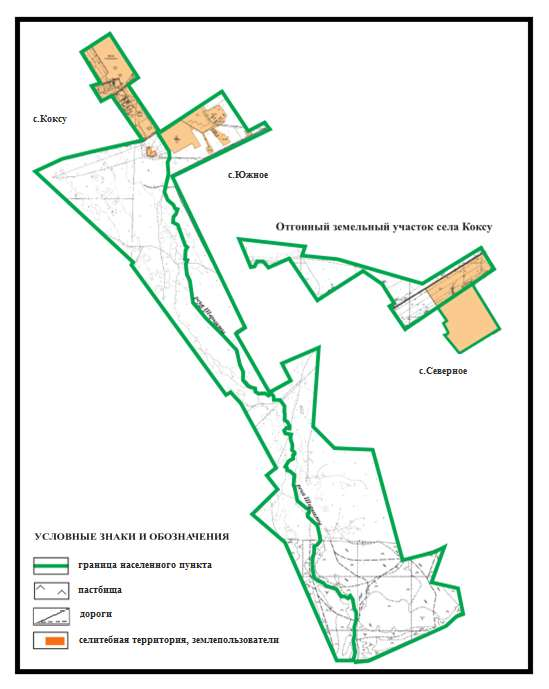 с.Коксу
с.Южное
Отгонный земельный участок села Коксу
с.Северное
УСЛОВНЫЕ ЗНАКИ И ОБОЗНАЧЕНИЯ
граница населенного пункта
пастбища
дороги
селитебная территория, землепользователи